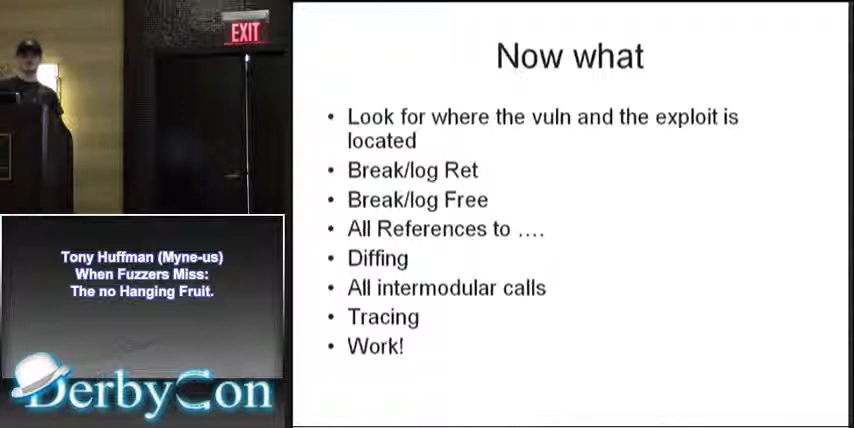 EXIT
Now what
• Look for where the vuln and the exploit is
located
• Break/log Ret
• Break/log Free
• All References to ....
• Diffing
• All intermodular calls
• Tracing
• Work!
Tony Huffman (Myne-us)
When Fuzzers Miss:
The no Hanging Fruit.
DerbyCon